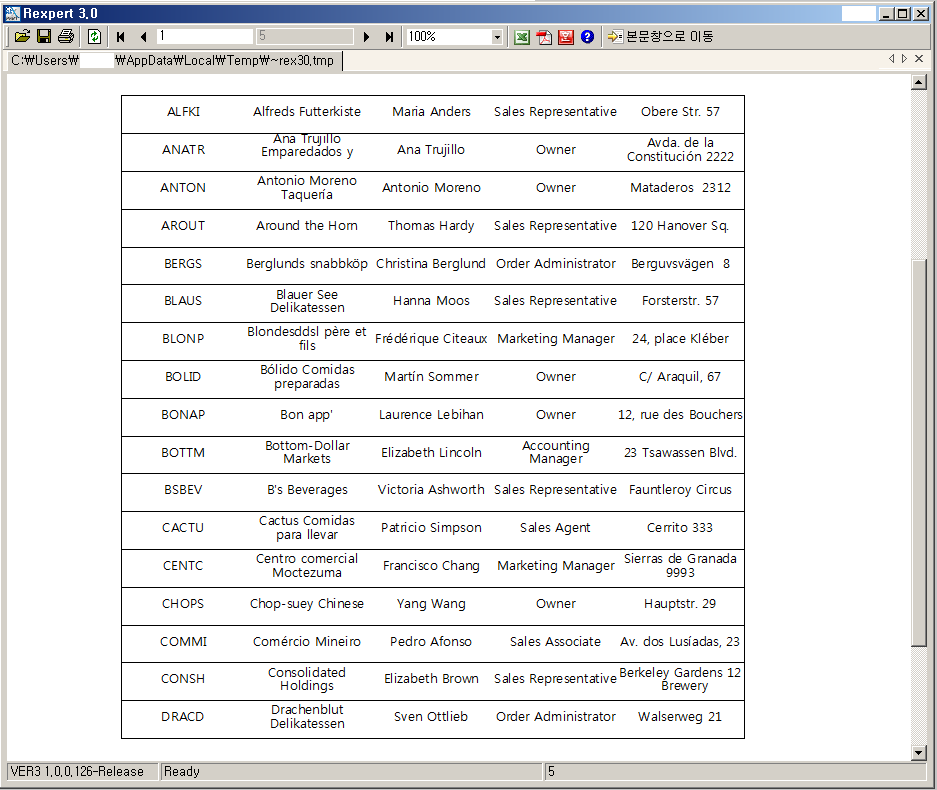 Rexpert 3.0
1 5 100% 본문창으로 이동
C:\Users\ \AppData\Local\Temp\~rex30.tmp
ALFKI Alfreds Futterkiste Maria Anders Sales Representative Obere Str. 57
ANATR Ana Trujillo Emparedados y Ana Trujillo Owner Avda. de la Constitución 2222
ANTON Antonio Moreno Taquería Antonio Moreno Owner Mataderos  2312
AROUT Around the Horn Thomas Hardy Sales Representative 120 Hanover Sq.
BERGS Berglunds snabbköp Christina Berglund Order Administrator Berguvsvägen  8
BLAUS Blauer See Delikatessen Hanna Moos Sales Representative Forsterstr. 57
BLONP Blondesddsl père et fils Frédérique Citeaux Marketing Manager 24, place Kléber
BOLID Bólido Comidas preparadas Martín Sommer Owner C/ Araquil, 67
BONAP Bon app' Laurence Lebihan Owner 12, rue des Bouchers
BOTTM Bottom-Dollar Markets Elizabeth Lincoln Accounting Manager 23 Tsawassen Blvd.
BSBEV B's Beverages Victoria Ashworth Sales Representative Fauntleroy Circus
CACTU Cactus Comidas para llevar Patricio Simpson Sales Agent Cerrito 333
CENTC Centro comercial Moctezuma Francisco Chang Marketing Manager Sierras de Granada 9993
CHOPS Chop-suey Chinese Yang Wang Owner Hauptstr. 29
COMMI Comércio Mineiro Pedro Afonso Sales Associate Av. dos Lusíadas, 23
CONSH Consolidated Holdings Elizabeth Brown Sales Representative Berkeley Gardens 12 Brewery
DRACD Drachenblut Delikatessen Sven Ottlieb Order Administrator Walserweg 21
VER3 1.0.0.126-Release Ready 5